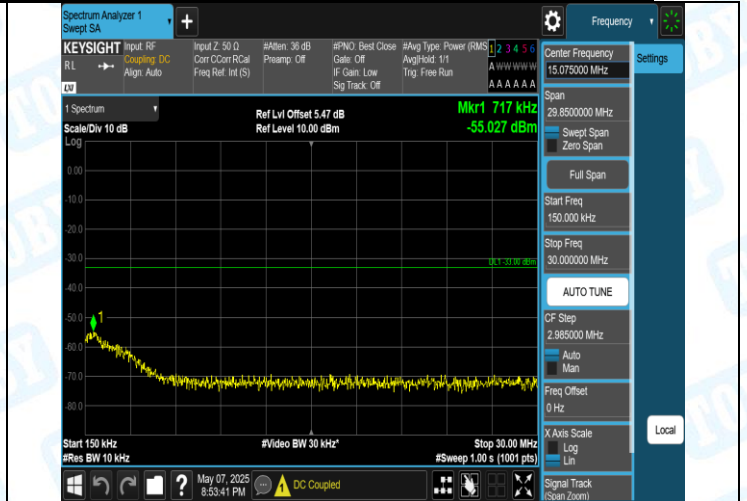 Spectrum Analyzer 1
Swept SA
Frequency
KEYSIGHT
RL
LXI
Input: RF
Coupling: DC
Align: Auto
Input Z: 50 Ω
Corr CCorr RCal
Freq Ref: Int (S)
#Atten: 36 dB
Preamp: Off
#PNO: Best Close
Gate: Off
IF Gain: Low
Sig Track: Off
#Avg Type: Power (RMS
Avg|Hold: 1/1
Trig: Free Run
1 2 3 4 5 6
A W W W W W
A A A A A A
1 Spectrum
Scale/Div 10 dB
Log
Ref Lvl Offset 5.47 dB
Ref Level 10.00 dBm
Mkr1 717 kHz
-55.027 dBm
0.00
-10.0
-20.0
-30.0
DL1 -33.00 dBm
-40.0
-50.0
1
-60.0
-70.0
-80.0
Start 150 kHz
#Res BW 10 kHz
#Video BW 30 kHz*
Stop 30.00 MHz
#Sweep 1.00 s (1001 pts)
May 07, 2025
8:53:41 PM
DC Coupled
Center Frequency
15.075000 MHz
Settings
Span
29.8500000 MHz
Swept Span
Zero Span
Full Span
Start Freq
150.000 kHz
Stop Freq
30.000000 MHz
AUTO TUNE
CF Step
2.985000 MHz
Auto
Man
Freq Offset
0 Hz
X Axis Scale
Log
Lin
Local
Signal Track
(Span Zoom)